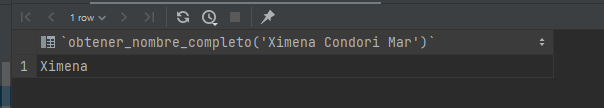 1 row
`obtener_nombre_completo('Ximena Condori Mar')`
1 Ximena